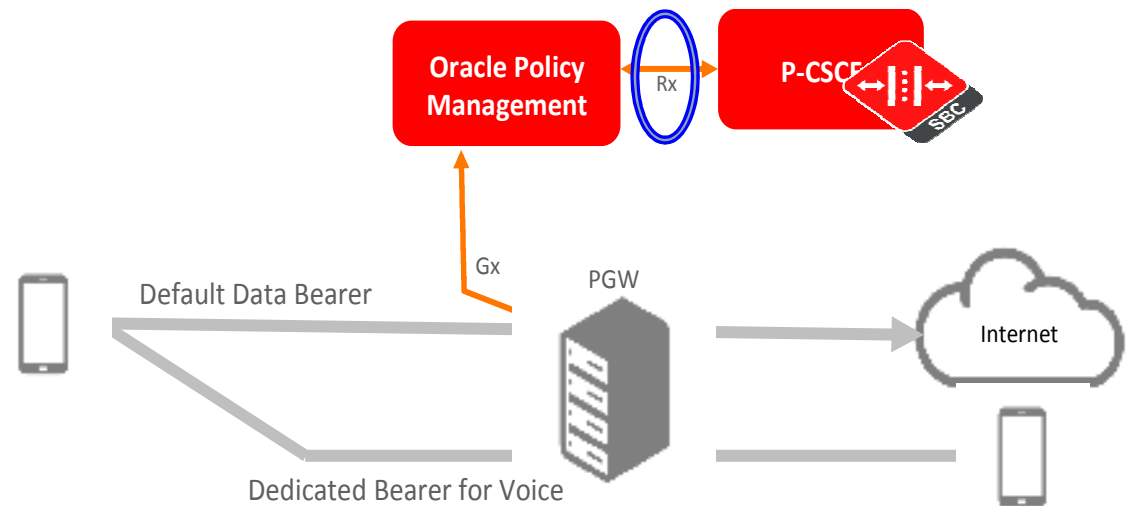 Oracle Policy
Management
Rx
P-CSCF
SBC
Gx
PGW
Default Data Bearer
Internet
Dedicated Bearer for Voice